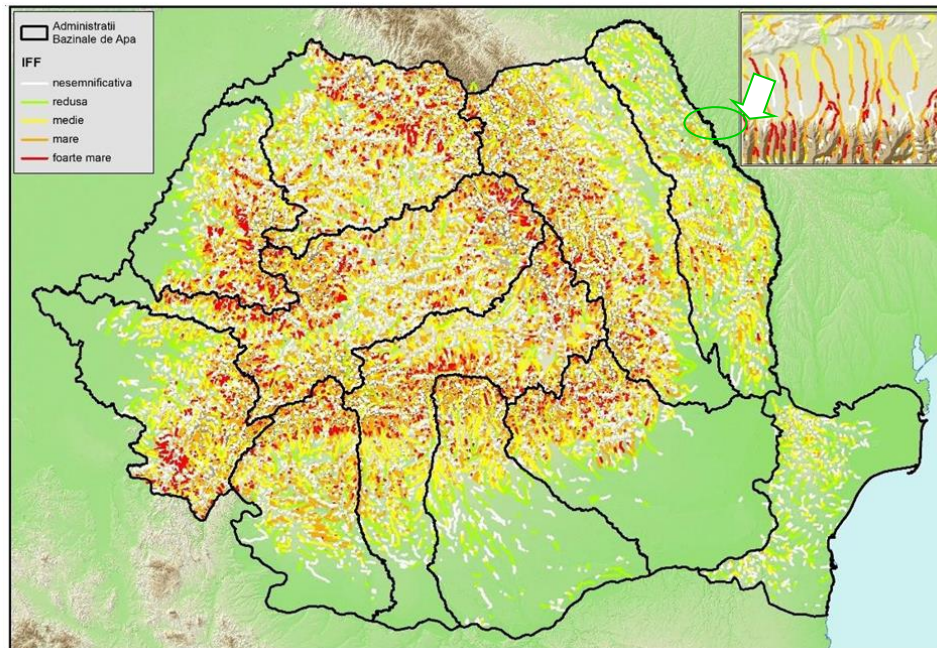 Administratii
Bazinale de Apa
IFF
nesemnificativa
redusa
medie
mare
foarte mare